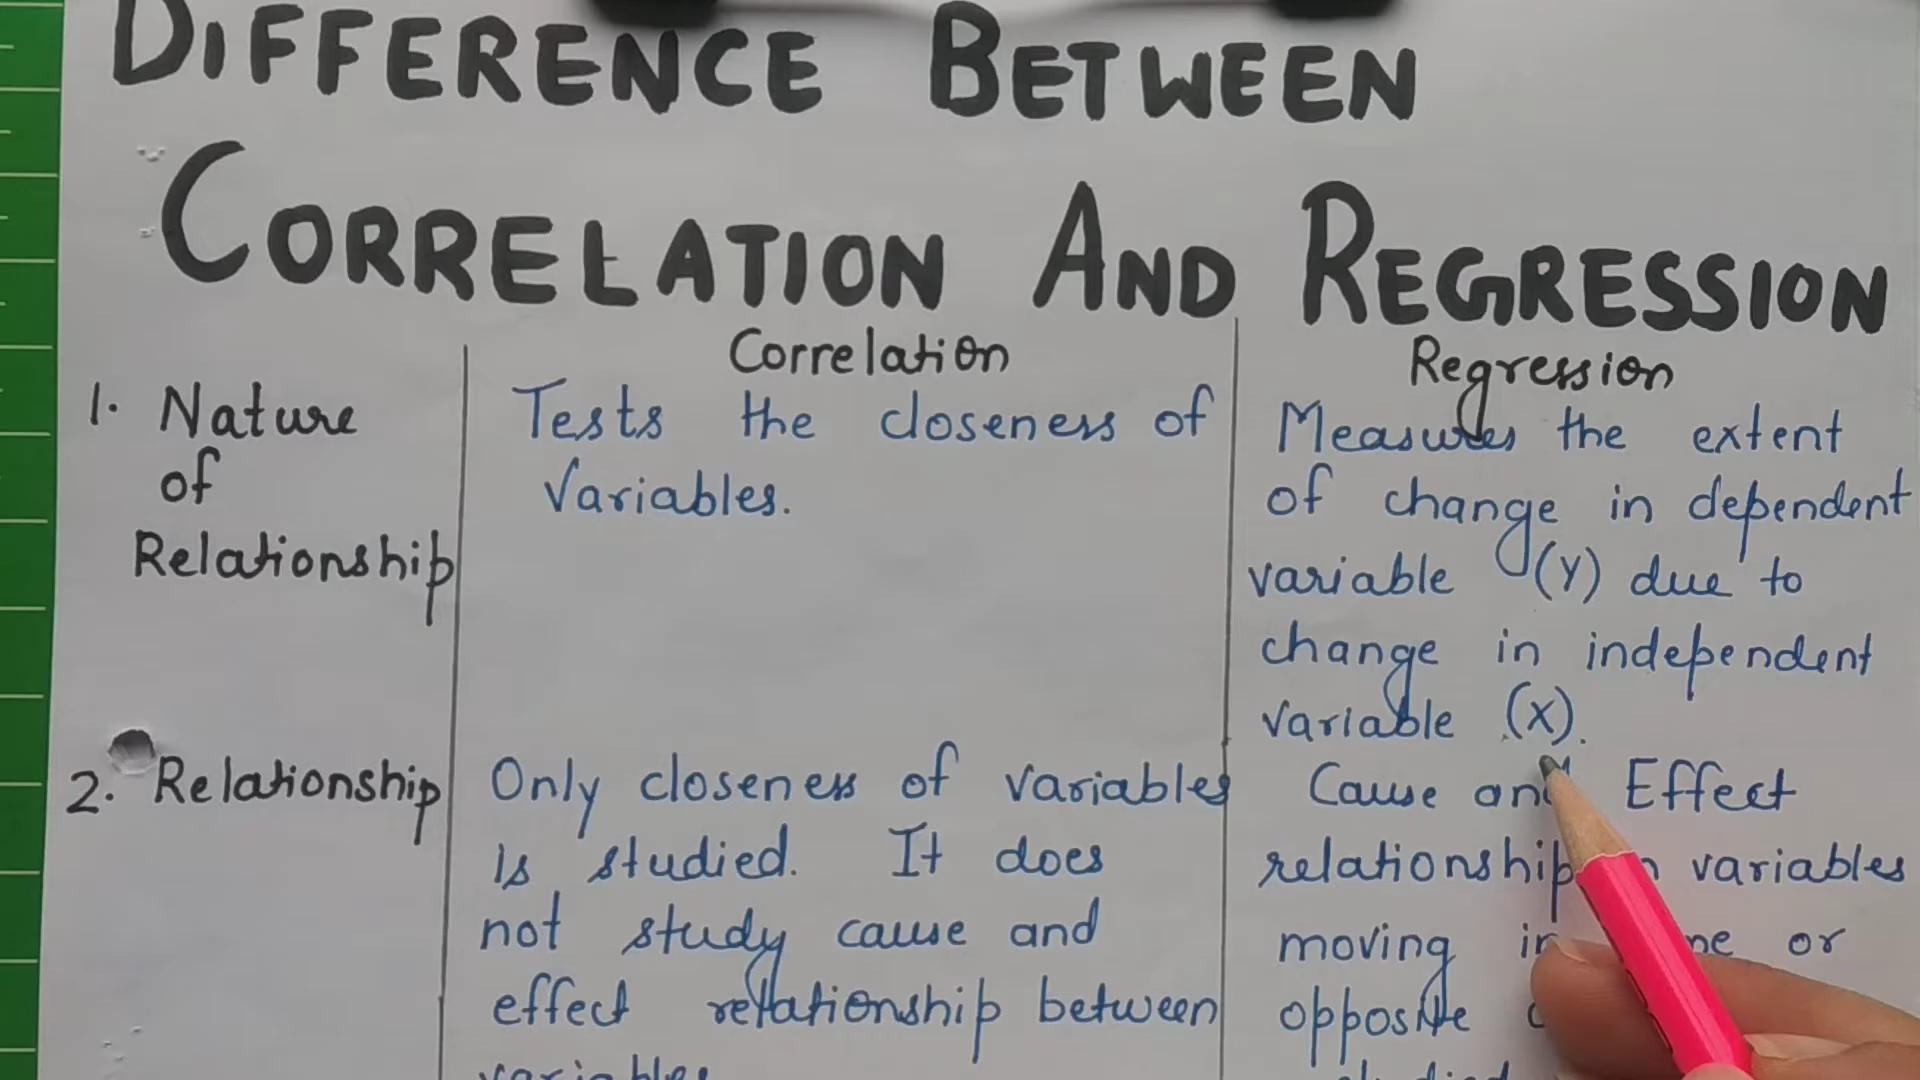 DIFFERENCE BETWEEN
CORRELATION AND REGRESSION
Correlation
Regression
1. Nature
of
Relationship
Tests the closeness of
Variables.
Measures the extent
of change in dependent
variable (Y) due to
change in independent
variable (X).
2. Relationship
Only closeness of variables
is studied. It does
not study cause and
effect relationship between
variables
Cause and Effect
relationship variables
moving or
opposite
studied